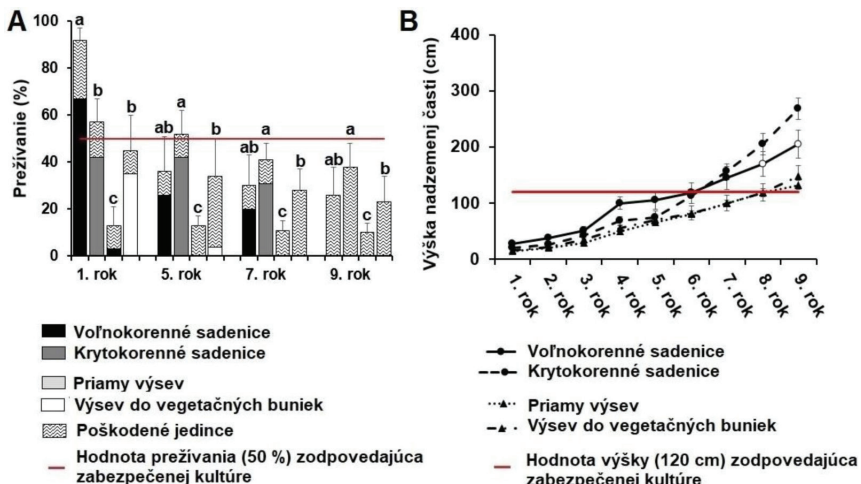 A
B
Prežívanie (%)
100
80
60
40
20
0
a
b
c
b
ab
a
c
b
ab
a
c
b
ab
a
c
b
1. rok
5. rok
7. rok
9. rok
Voľnokorenné sadenice
Krytokorenné sadenice
Priamy výsev
Výsev do vegetačných buniek
Poškodené jedince
Hodnota prežívania (50 %) zodpovedajúca
zabezpečenej kultúre
Výška nadzemenj časti (cm)
400
300
200
100
0
1. rok
2. rok
3. rok
4. rok
5. rok
6. rok
7. rok
8. rok
9. rok
Voľnokorenné sadenice
Krytokorenné sadenice
Priamy výsev
Výsev do vegetačných buniek
Hodnota výšky (120 cm) zodpovedajúca
zabezpečenej kultúre